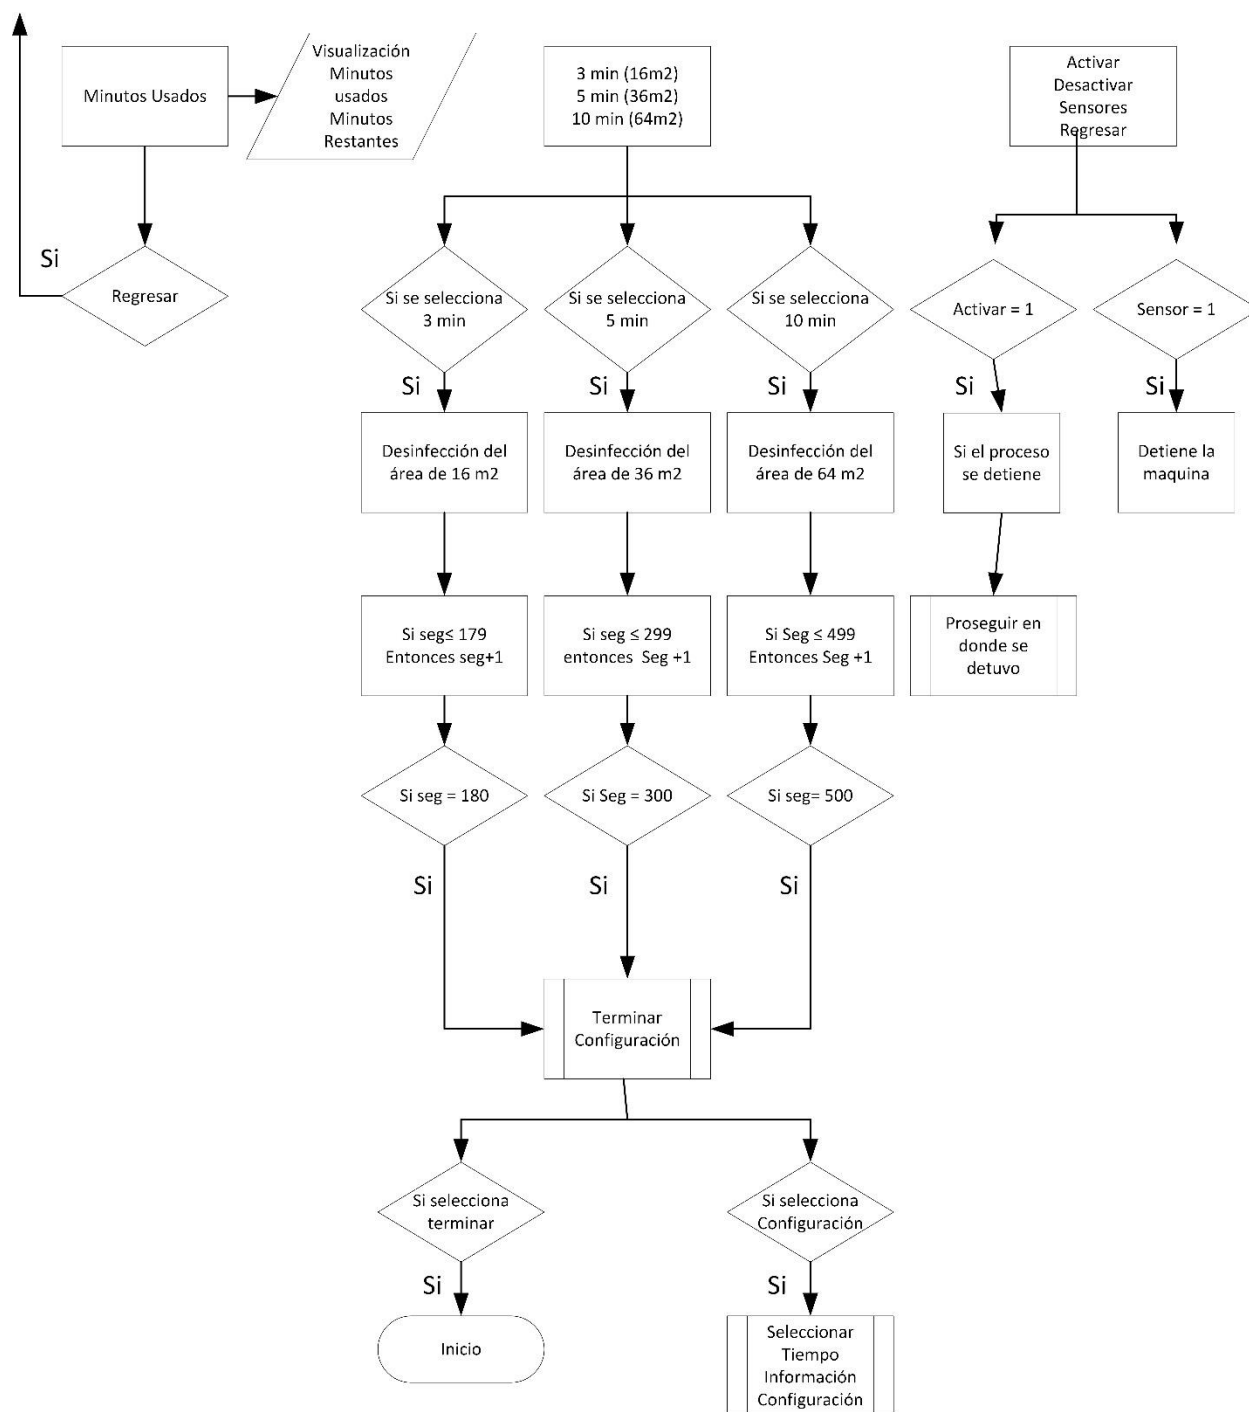 Minutos Usados
Visualización
Minutos
usados
Minutos
Restantes
Si
Regresar
3 min (16m2)
5 min (36m2)
10 min (64m2)
Si se selecciona
3 min
Si se selecciona
5 min
Si se selecciona
10 min
Si
Si
Si
Desinfección del
área de 16 m2
Desinfección del
área de 36 m2
Desinfección del
área de 64 m2
Si seg≤ 179
Entonces seg+1
Si seg ≤ 299
entonces Seg +1
Si Seg ≤ 499
Entonces Seg +1
Si seg = 180
Si Seg = 300
Si seg= 500
Si
Si
Si
Terminar
Configuración
Si selecciona
terminar
Si selecciona
Configuración
Si
Si
Inicio
Seleccionar
Tiempo
Información
Configuración
Activar
Desactivar
Sensores
Regresar
Activar = 1
Sensor = 1
Si
Si
Si el proceso
se detiene
Detiene la
maquina
Proseguir en
donde se
detuvo